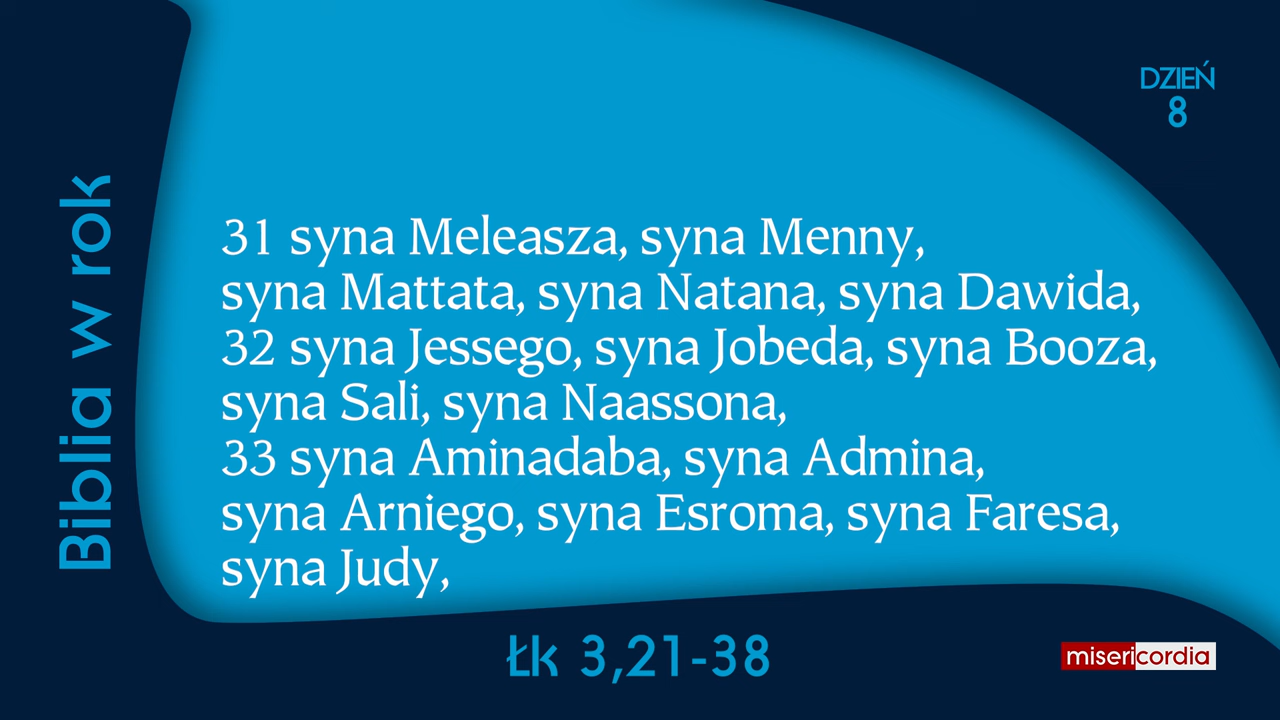 DZIEŃ
8
Biblia w rok
31 syna Meleasza, syna Menny,
syna Mattata, syna Natana, syna Dawida,
32 syna Jessego, syna Jobeda, syna Booza,
syna Sali, syna Naassona,
33 syna Aminadaba, syna Admina,
syna Arniego, syna Esroma, syna Faresa,
syna Judy,
Łk 3,21-38
misericordia